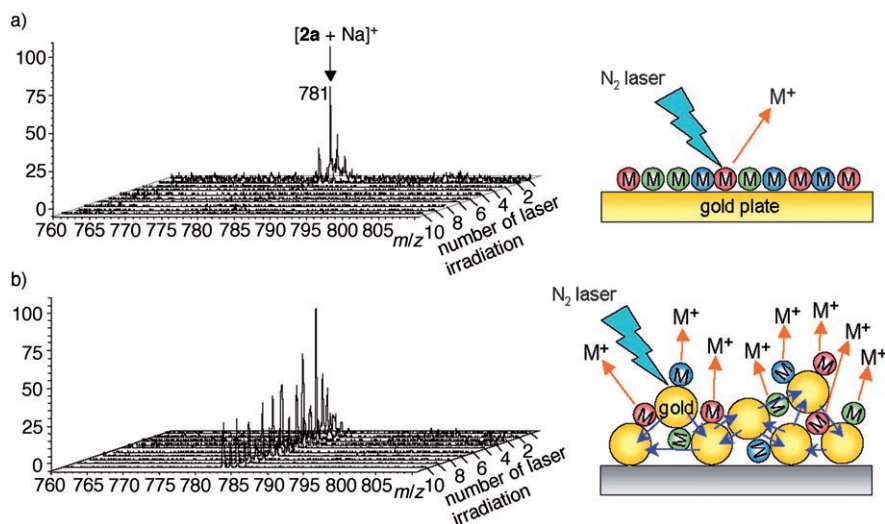 a)
[2a + Na]+
100
75
50
25
0
781
760 765 770 775 780 785 790 795 800 805
m/z
10 8 6 4 2
number of laser
irradiation
N2 laser
M+
M M M M M M M M M M
gold plate
b)
100
75
50
25
0
760 765 770 775 780 785 790 795 800 805
m/z
10 8 6 4 2
number of laser
irradiation
N2 laser
M+ M+ M+ M+ M+ M+ M+ M+
M M M M M M M M M M
gold